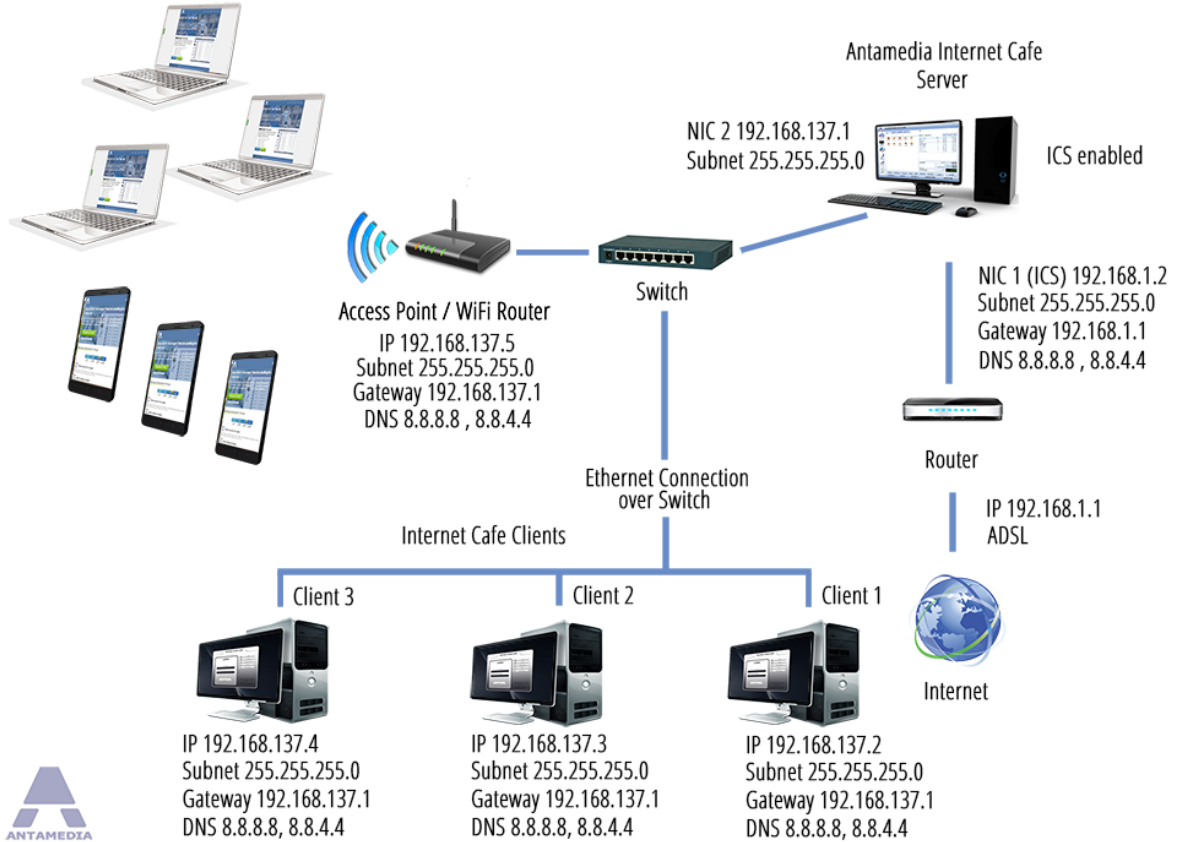 Antamedia Internet Cafe
Server
NIC 2 192.168.137.1
Subnet 255.255.255.0
ICS enabled
Switch
NIC 1 (ICS) 192.168.1.2
Subnet 255.255.255.0
Gateway 192.168.1.1
DNS 8.8.8.8 , 8.8.4.4
Access Point / WiFi Router
IP 192.168.137.5
Subnet 255.255.255.0
Gateway 192.168.137.1
DNS 8.8.8.8 , 8.8.4.4
Router
Ethernet Connection
over Switch
IP 192.168.1.1
ADSL
Internet Cafe Clients
Client 3
Client 2
Client 1
Internet
IP 192.168.137.4
Subnet 255.255.255.0
Gateway 192.168.137.1
DNS 8.8.8.8, 8.8.4.4
IP 192.168.137.3
Subnet 255.255.255.0
Gateway 192.168.137.1
DNS 8.8.8.8, 8.8.4.4
IP 192.168.137.2
Subnet 255.255.255.0
Gateway 192.168.137.1
DNS 8.8.8.8, 8.8.4.4
ANTAMEDIA